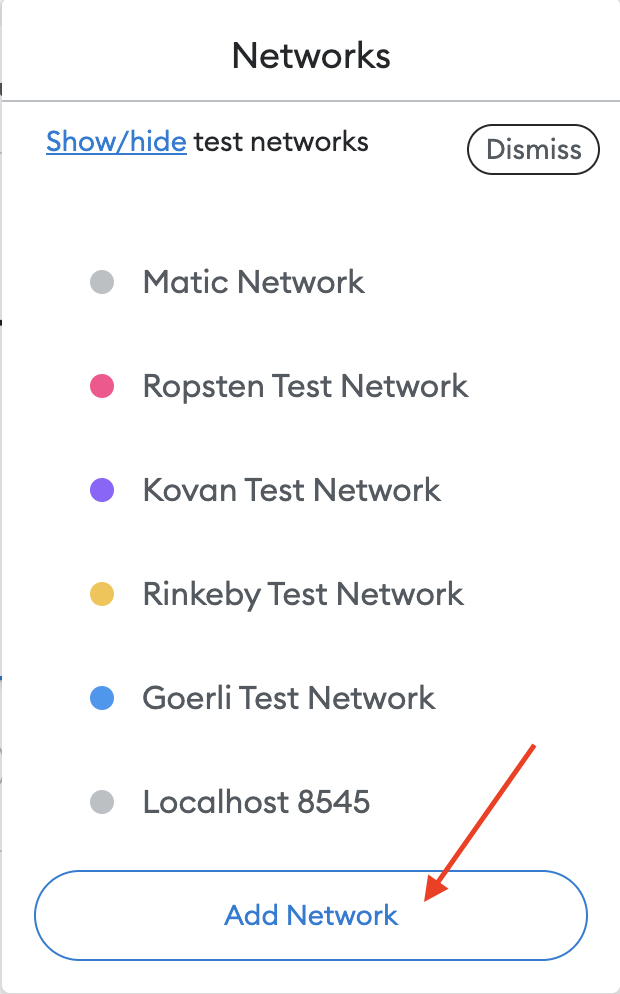 Networks
Show/hide test networks
Dismiss
Matic Network
Ropsten Test Network
Kovan Test Network
Rinkeby Test Network
Goerli Test Network
Localhost 8545
Add Network